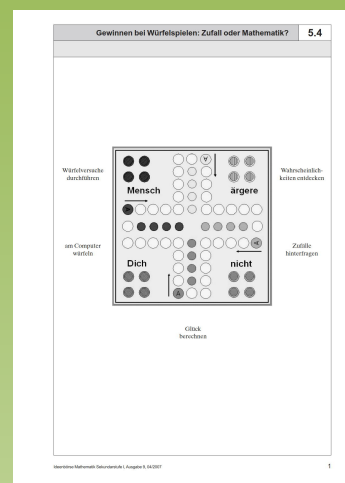 Gewinnen bei Würfelspielen: Zufall oder Mathematik?
5.4
Würfelversuche
durchführen
Wahrscheinlich-
keiten entdecken
A
Mensch
ärgere
A
am Computer
würfeln
Zufälle
hinterfragen
A
Dich
nicht
A
Glück
berechnen
Ideenbörse Mathematik Sekundarstufe I, Ausgabe 9, 04/2007
1